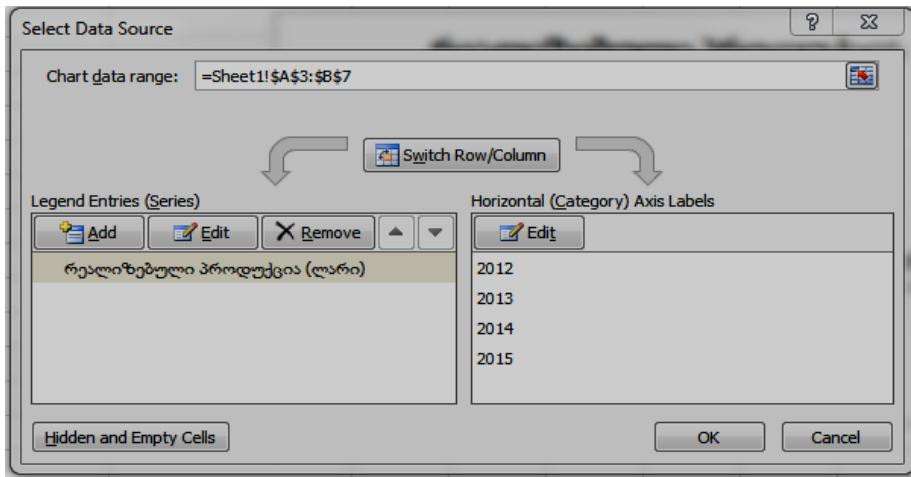 Select Data Source
Chart data range: =Sheet1!$A$3:$B$7
Switch Row/Column
Legend Entries (Series)
Add Edit Remove
რეალიზებული პროდუქცია (ლარი)
Horizontal (Category) Axis Labels
Edit
2012
2013
2014
2015
Hidden and Empty Cells
OK Cancel